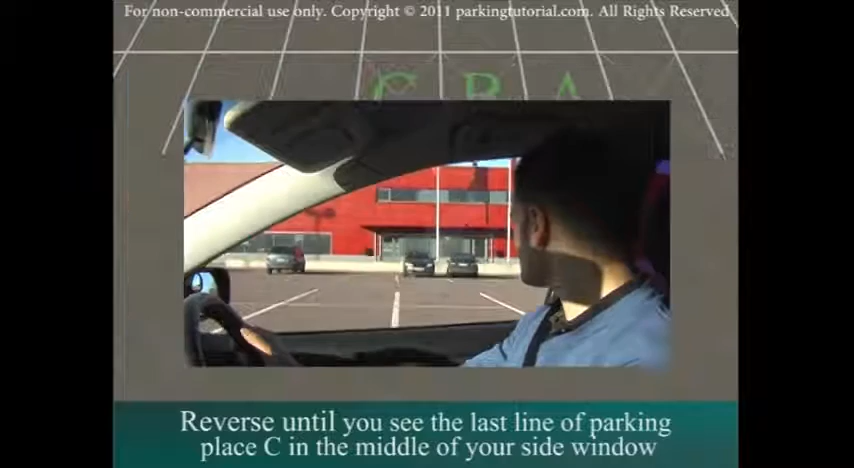 For non-commercial use only. Copyright © 2011 parkingtutorial.com. All Rights Reserved
C B A
Reverse until you see the last line of parking
place C in the middle of your side window